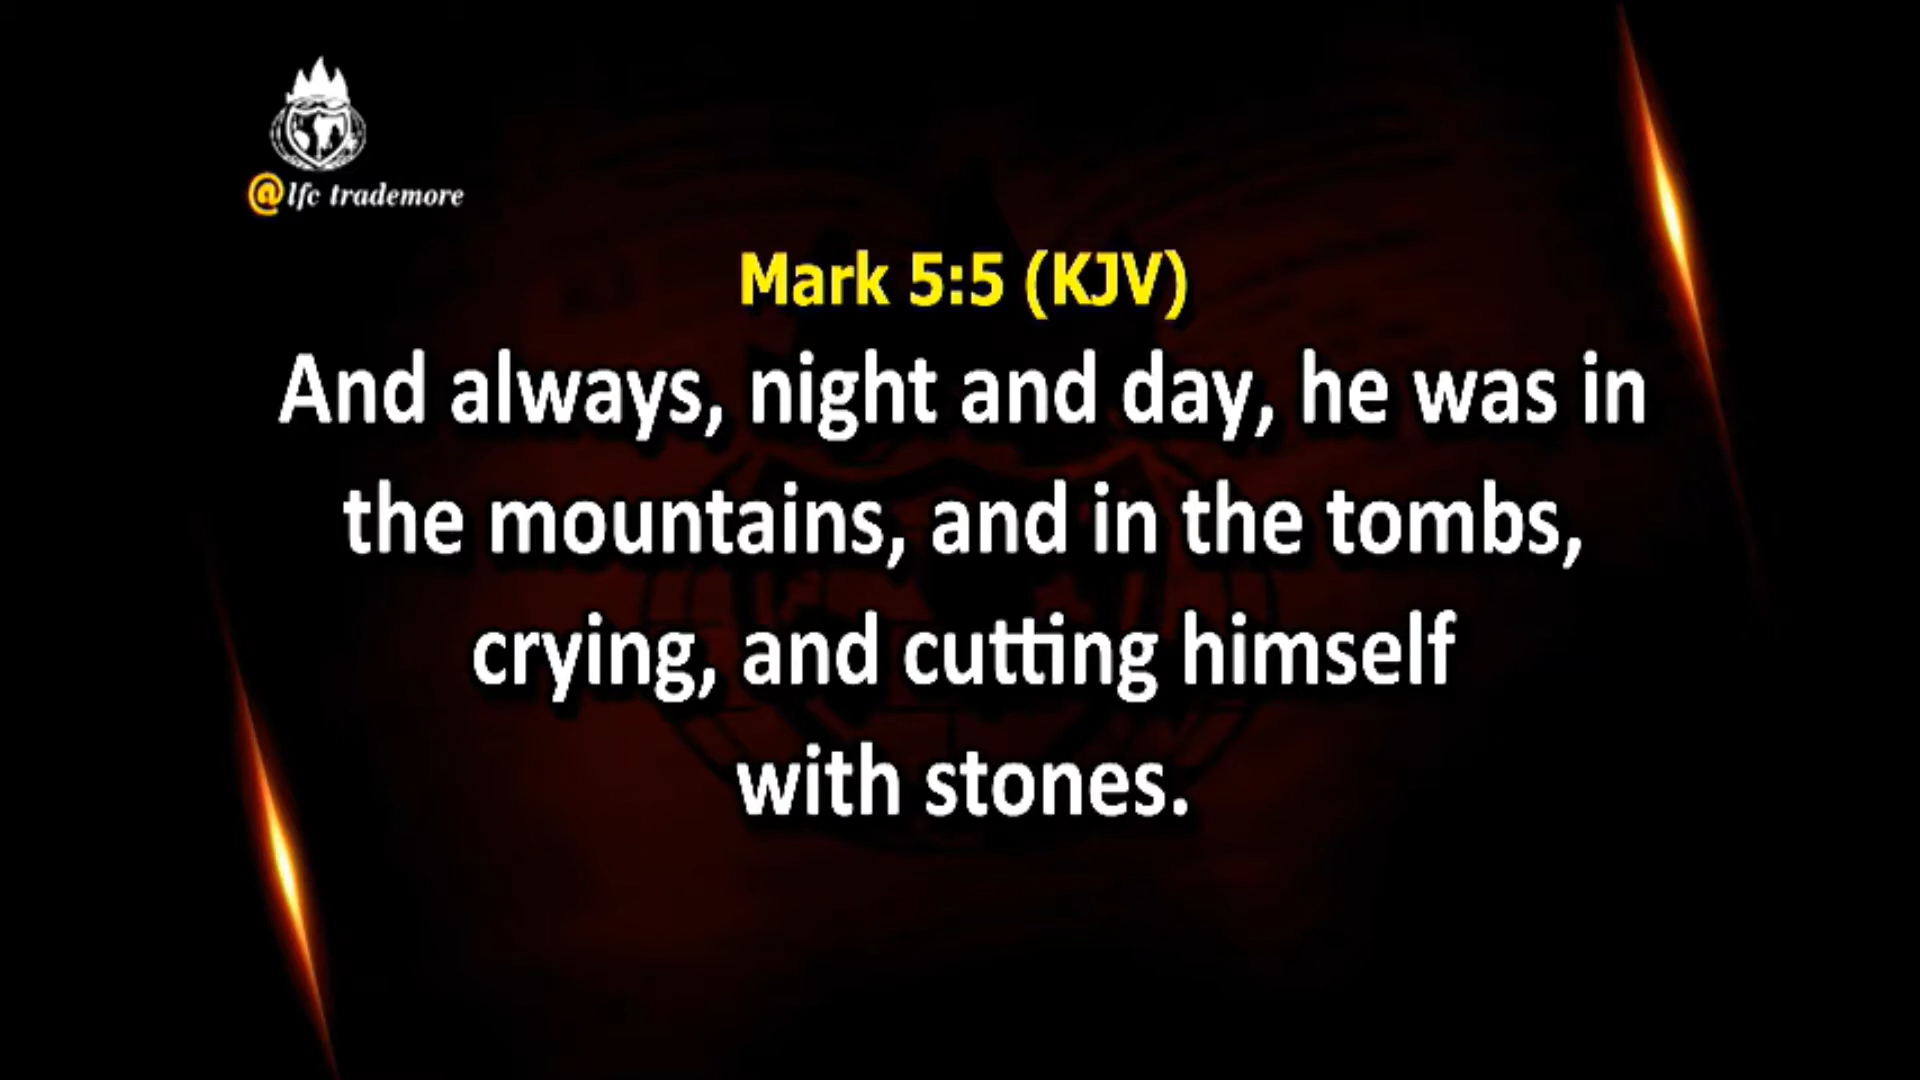 @lfc trademore
Mark 5:5 (KJV)
And always, night and day, he was in
the mountains, and in the tombs,
crying, and cutting himself
with stones.